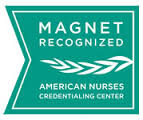 MAGNET
RECOGNIZED
AMERICAN NURSES
CREDENTIALING CENTER